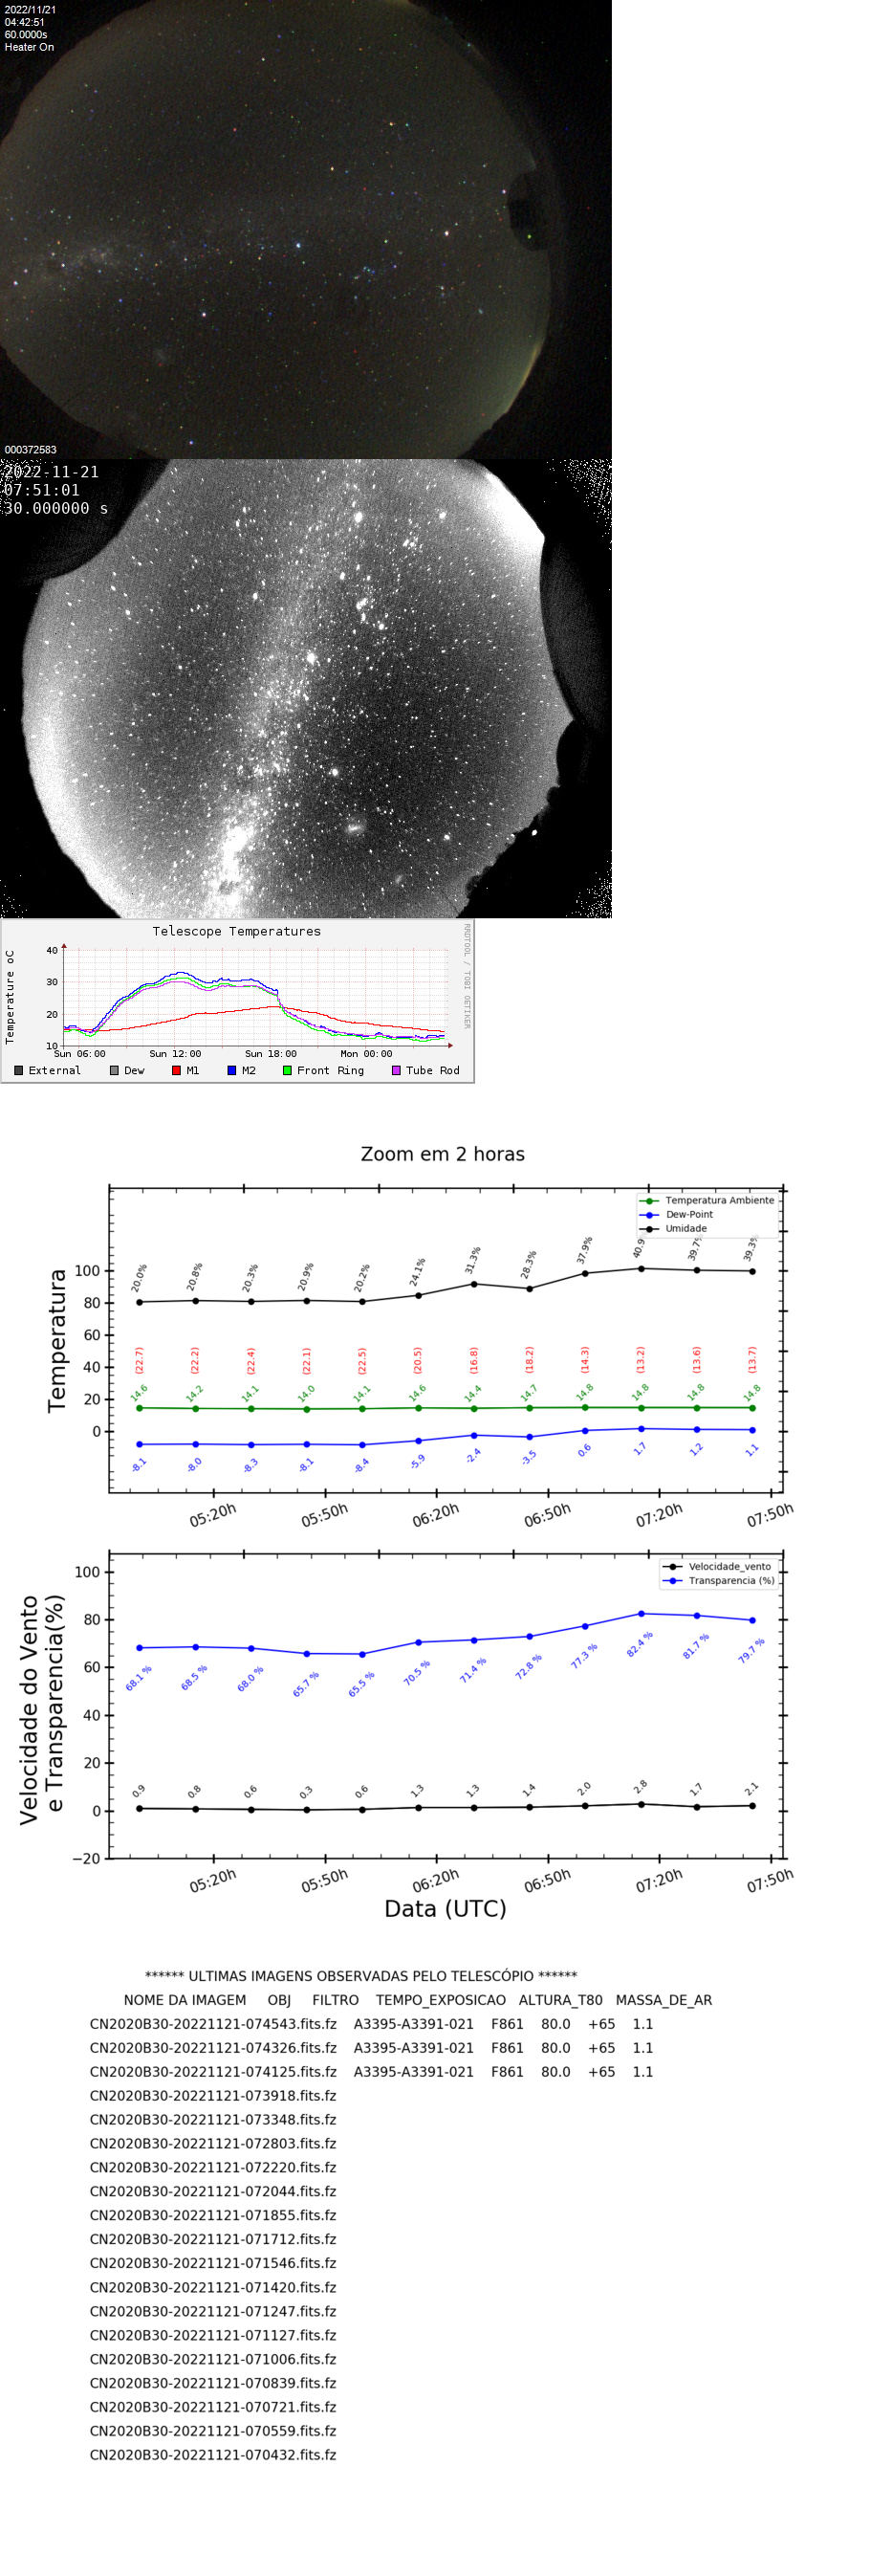 2022/11/21
04:42:51
60.0000s
Heater On
000372583
2022-11-21
07:51:01
30.000000 s
Telescope Temperatures
RRDTOOL / TOBI OETIKER
Temperature oC
40
30
20
10
Sun 06:00 Sun 12:00 Sun 18:00 Mon 00:00
External Dew M1 M2 Front Ring Tube Rod
Zoom em 2 horas
Temperatura Ambiente
Dew-Point
Umidade
Temperatura
100
80
60
40
20
0
20.0% 20.8% 20.3% 20.9% 20.2% 24.1% 31.3% 28.3% 37.9% 40.9 39.7% 39.3%
(22.7) (22.2) (22.4) (22.1) (22.5) (20.5) (16.8) (18.2) (14.3) (13.2) (13.6) (13.7)
14.6 14.2 14.1 14.0 14.1 14.6 14.4 14.7 14.8 14.8 14.8 14.8
-8.1 -8.0 -8.3 -8.1 -8.4 -5.9 -2.4 -3.5 0.6 1.7 1.2 1.1
05:20h 05:50h 06:20h 06:50h 07:20h 07:50h
Velocidade_vento
Transparencia (%)
Velocidade do Vento
e Transparencia(%)
100
80
60
40
20
0
−20
68.1 % 68.5 % 68.0 % 65.7 % 65.5 % 70.5 % 71.4 % 72.8 % 77.3 % 82.4 % 81.7 % 79.7 %
0.9 0.8 0.6 0.3 0.6 1.3 1.3 1.4 2.0 2.8 1.7 2.1
05:20h 05:50h 06:20h 06:50h 07:20h 07:50h
Data (UTC)
****** ULTIMAS IMAGENS OBSERVADAS PELO TELESCÓPIO ******
NOME DA IMAGEM OBJ FILTRO TEMPO_EXPOSICAO ALTURA_T80 MASSA_DE_AR
CN2020B30-20221121-074543.fits.fz A3395-A3391-021 F861 80.0 +65 1.1
CN2020B30-20221121-074326.fits.fz A3395-A3391-021 F861 80.0 +65 1.1
CN2020B30-20221121-074125.fits.fz A3395-A3391-021 F861 80.0 +65 1.1
CN2020B30-20221121-073918.fits.fz
CN2020B30-20221121-073348.fits.fz
CN2020B30-20221121-072803.fits.fz
CN2020B30-20221121-072220.fits.fz
CN2020B30-20221121-072044.fits.fz
CN2020B30-20221121-071855.fits.fz
CN2020B30-20221121-071712.fits.fz
CN2020B30-20221121-071546.fits.fz
CN2020B30-20221121-071420.fits.fz
CN2020B30-20221121-071247.fits.fz
CN2020B30-20221121-071127.fits.fz
CN2020B30-20221121-071006.fits.fz
CN2020B30-20221121-070839.fits.fz
CN2020B30-20221121-070721.fits.fz
CN2020B30-20221121-070559.fits.fz
CN2020B30-20221121-070432.fits.fz